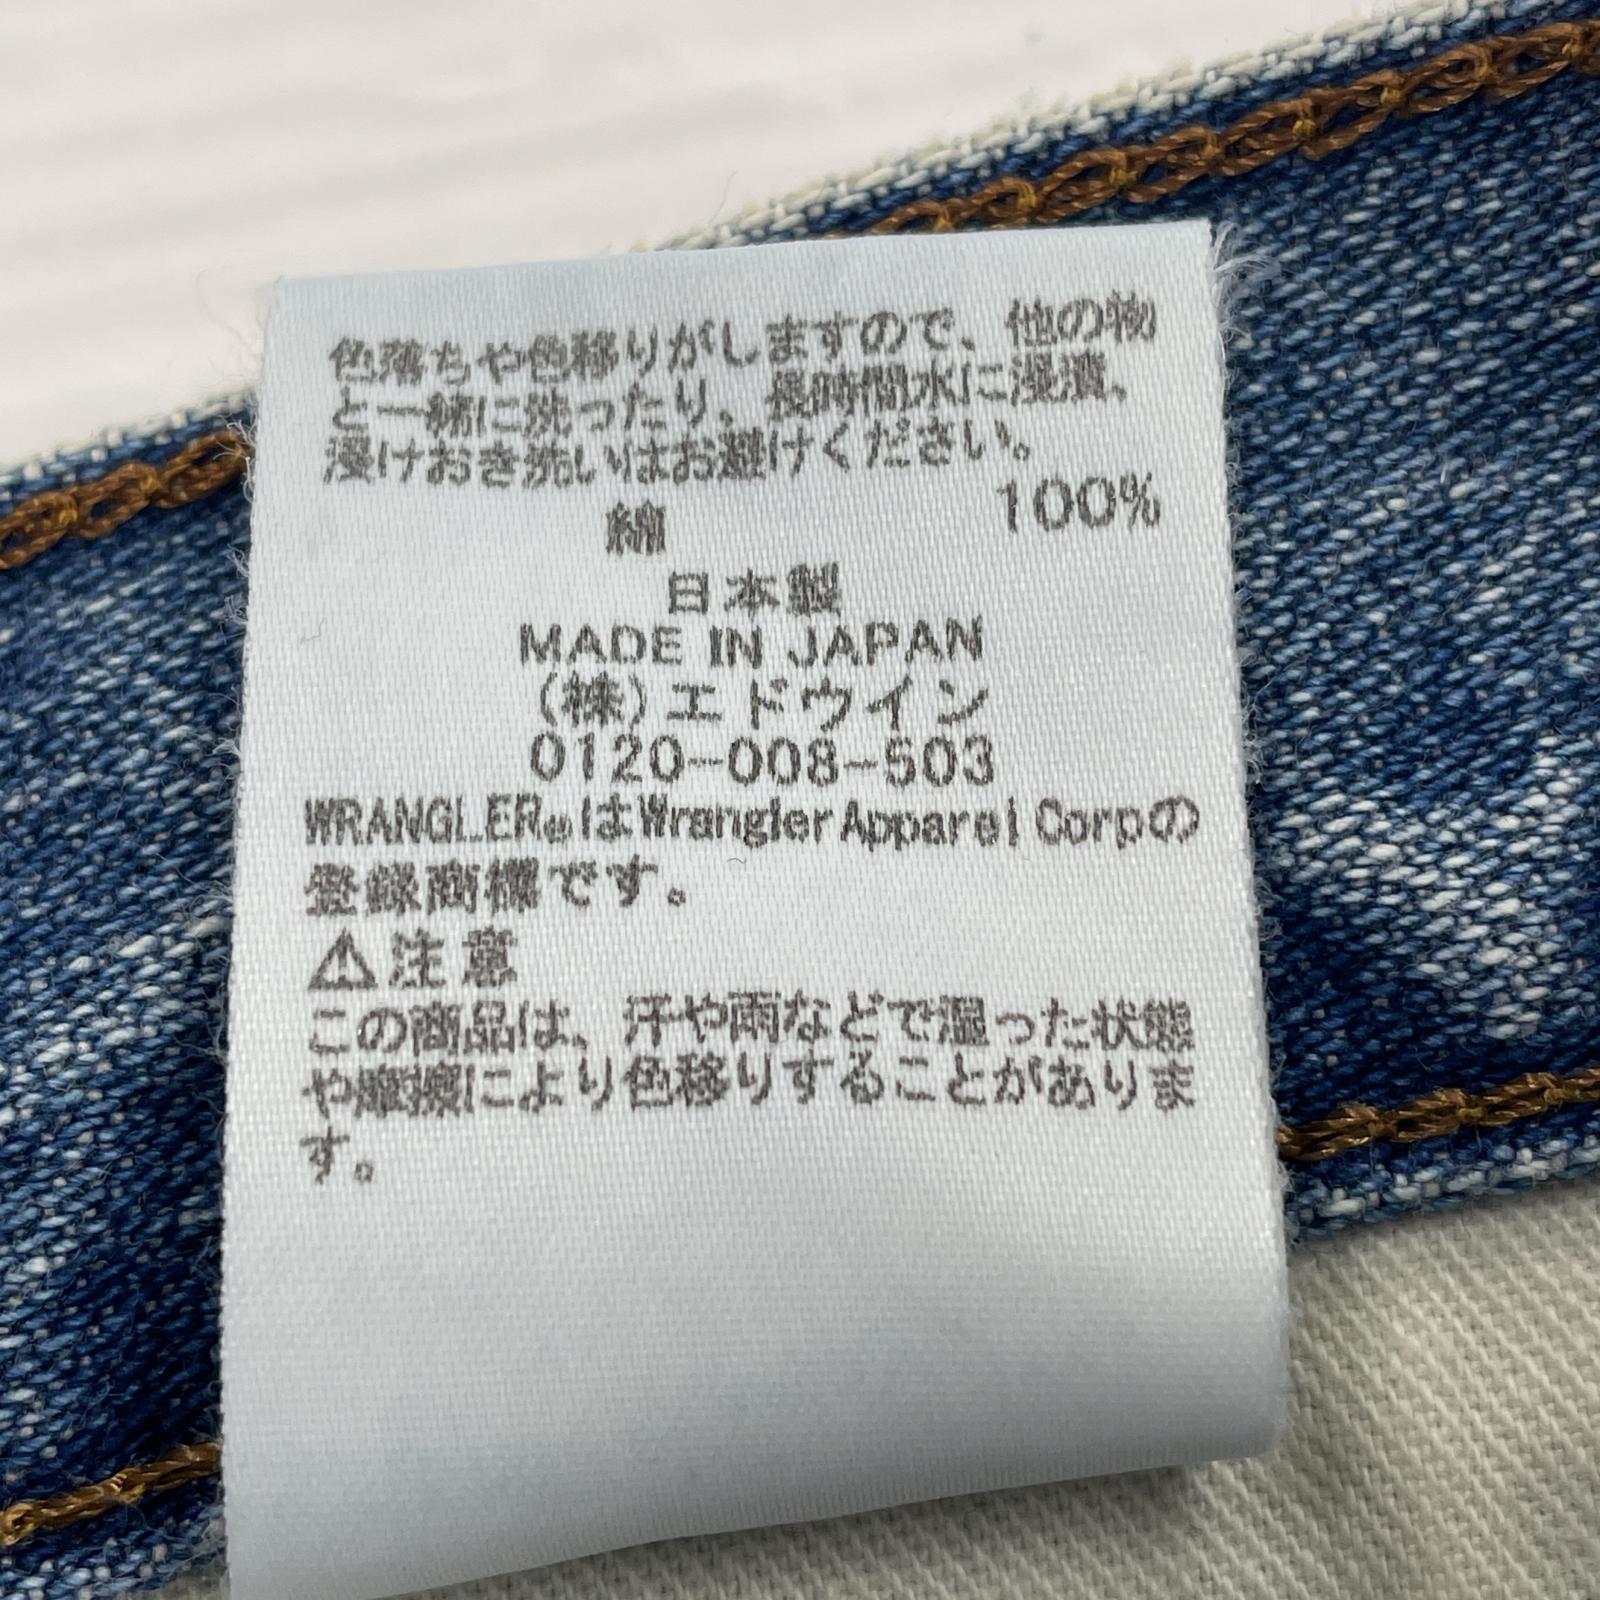 色落ちや色移りがしますので、他の物
と一緒に洗ったり、長時間水に浸漬、
浸けおき洗いはお避けください。
綿 100%
日本製
MADE IN JAPAN
(株)エドウイン
0120-008-503
WRANGLER®はWrangler Apparel Corpの
登録商標です。
⚠注意
この商品は、汗や雨などで湿った状態
や摩擦により色移りすることがありま
す。